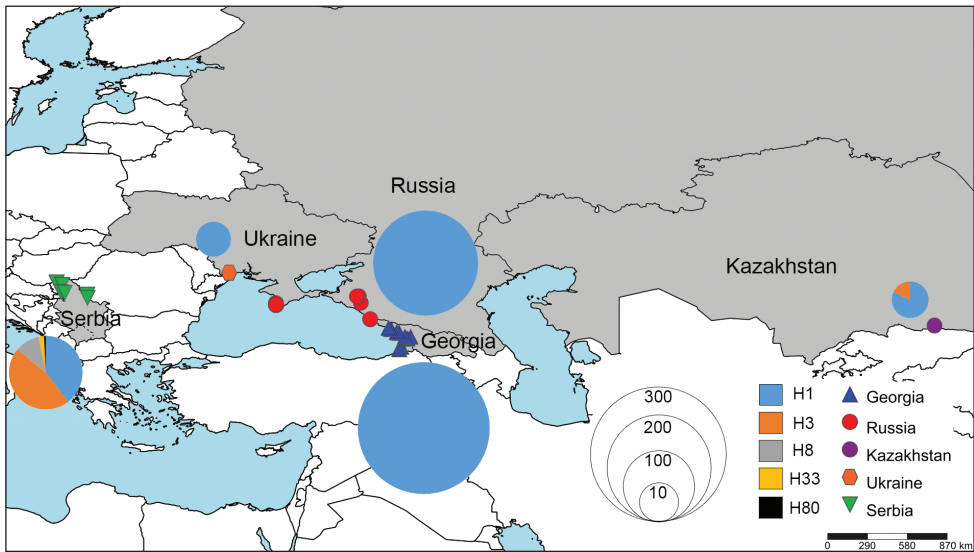 Russia
Ukraine
Kazakhstan
Serbia
Georgia
300
200
100
10
H1
H3
H8
H33
H80
Georgia
Russia
Kazakhstan
Ukraine
Serbia
0 290 580 870 km